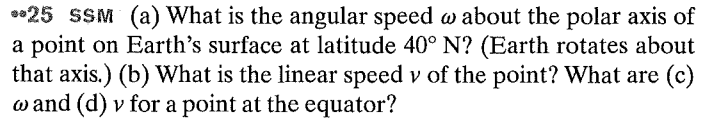 ••25 SSM (a) What is the angular speed ω about the polar axis of
a point on Earth's surface at latitude 40° N? (Earth rotates about
that axis.) (b) What is the linear speed v of the point? What are (c)
ω and (d) v for a point at the equator?